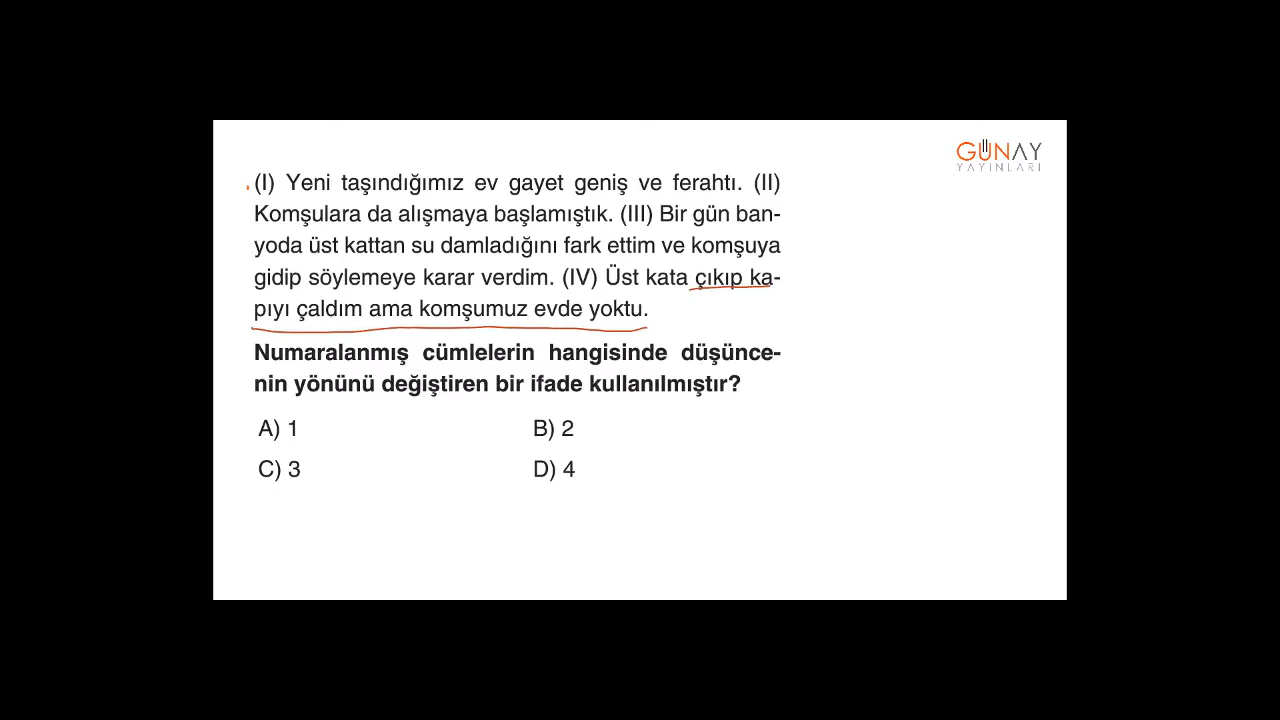 GÜNAY
YAYINLARI
(I) Yeni taşındığımız ev gayet geniş ve ferahtı. (II)
Komşulara da alışmaya başlamıştık. (III) Bir gün ban-
yoda üst kattan su damladığını fark ettim ve komşuya
gidip söylemeye karar verdim. (IV) Üst kata çıkıp ka-
pıyı çaldım ama komşumuz evde yoktu.
Numaralanmış cümlelerin hangisinde düşünce-
nin yönünü değiştiren bir ifade kullanılmıştır?
A) 1 B) 2
C) 3 D) 4